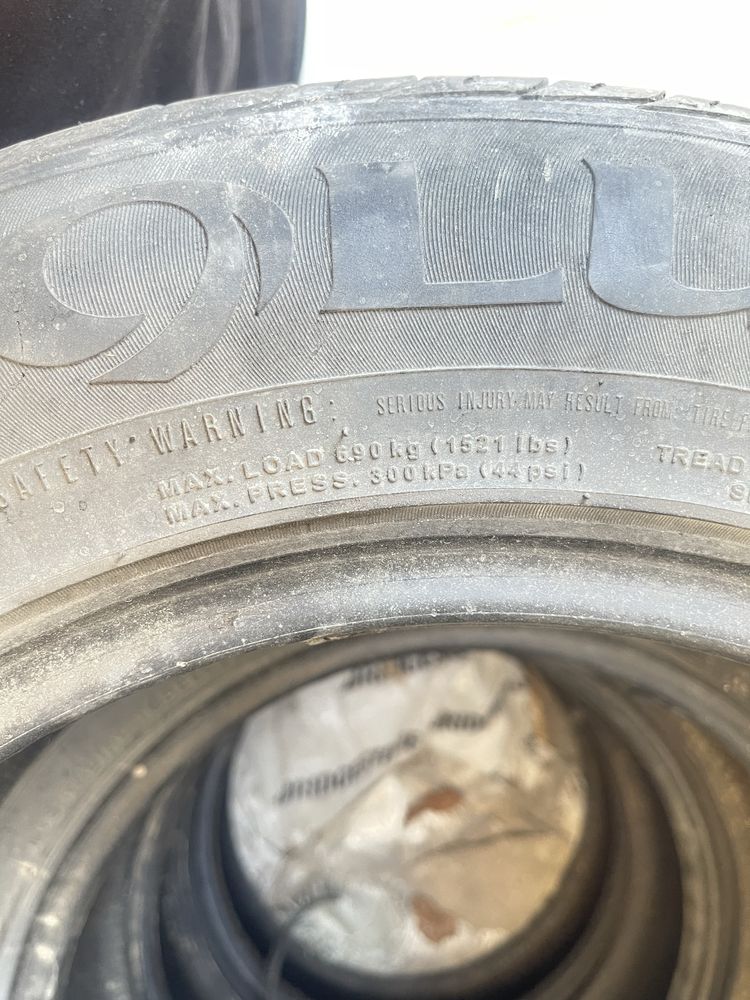 SAFETY WARNING: SERIOUS INJURY MAY RESULT FROM TIRE
MAX. LOAD 690 kg (1521 lbs)
MAX. PRESS. 300 kPa (44 psi)
TREAD